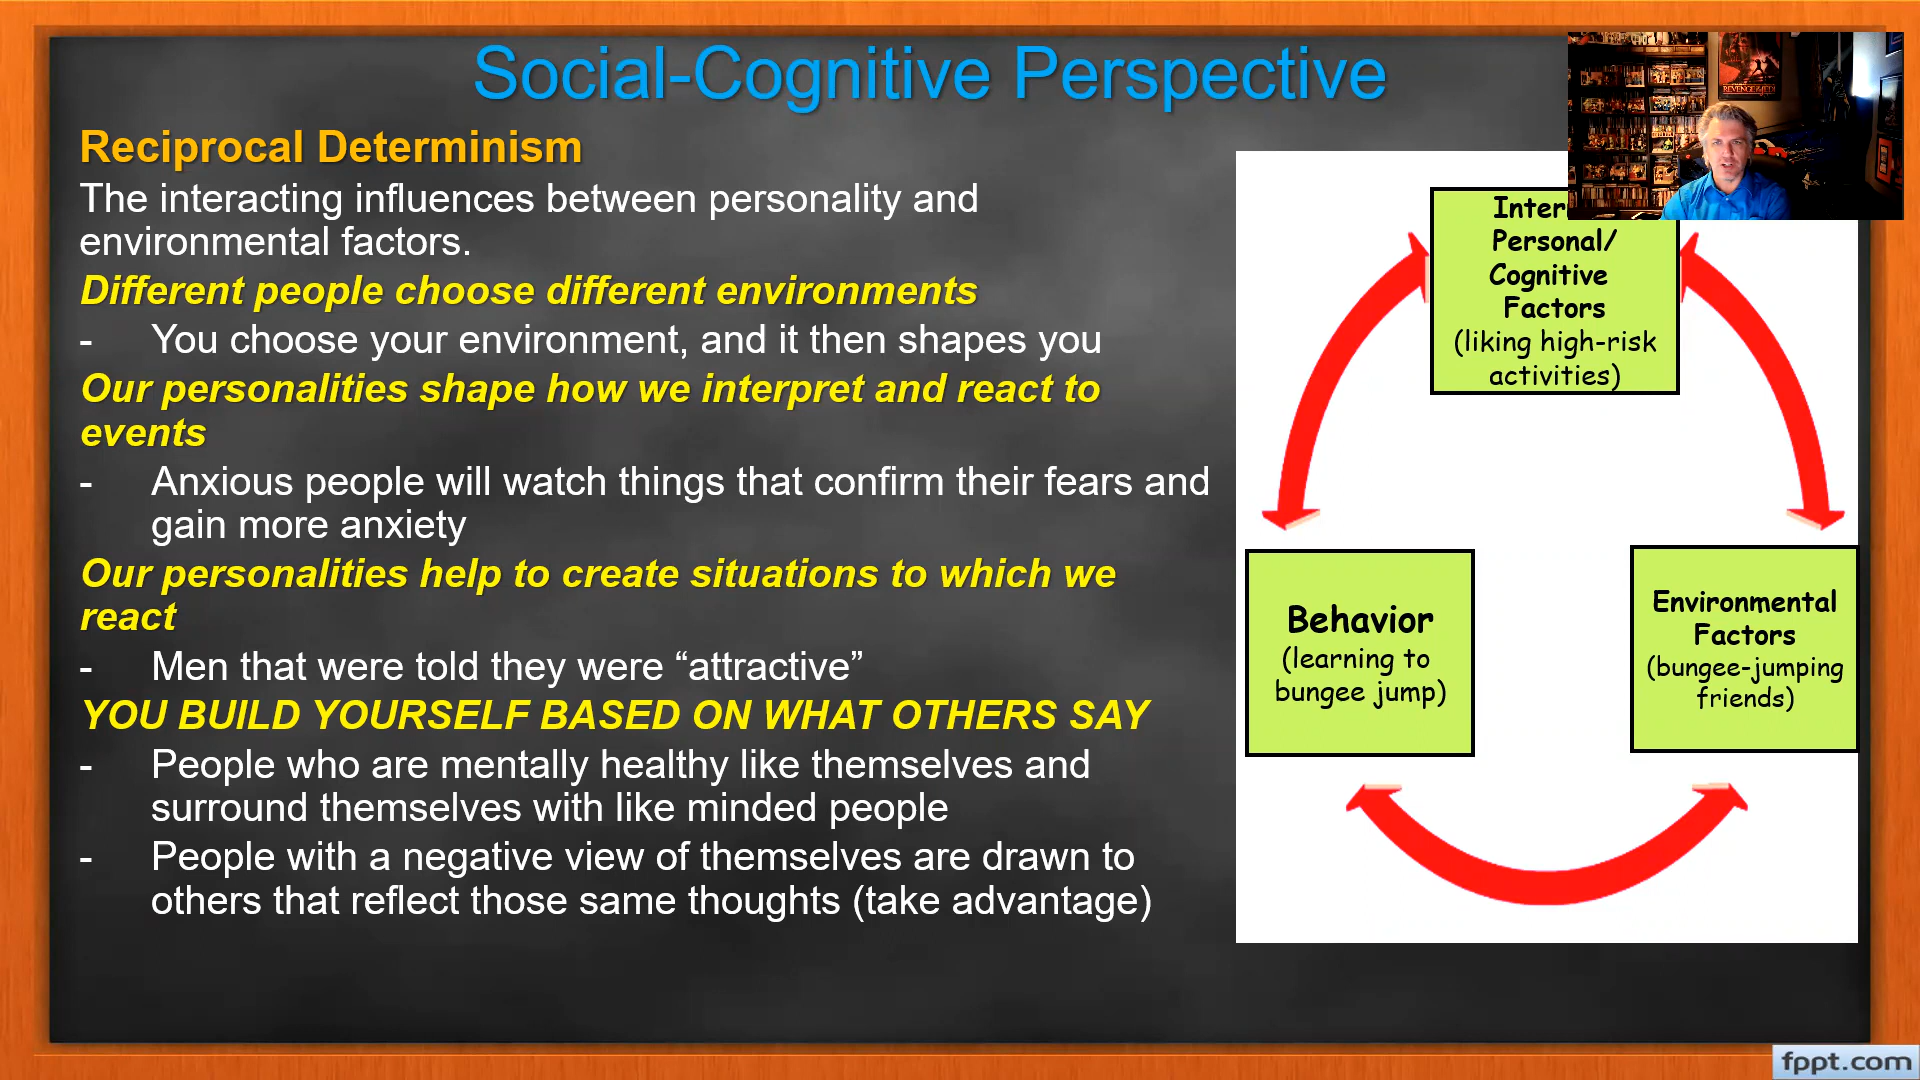 Social-Cognitive Perspective
Reciprocal Determinism
The interacting influences between personality and
environmental factors.
Different people choose different environments
- You choose your environment, and it then shapes you
Our personalities shape how we interpret and react to
events
- Anxious people will watch things that confirm their fears and
gain more anxiety
Our personalities help to create situations to which we
react
- Men that were told they were “attractive”
YOU BUILD YOURSELF BASED ON WHAT OTHERS SAY
- People who are mentally healthy like themselves and
surround themselves with like minded people
- People with a negative view of themselves are drawn to
others that reflect those same thoughts (take advantage)
REVENGE OF THE JEDI
Personal/
Cognitive
Factors
(liking high-risk
activities)
Behavior
(learning to
bungee jump)
Environmental
Factors
(bungee-jumping
friends)
fppt.com